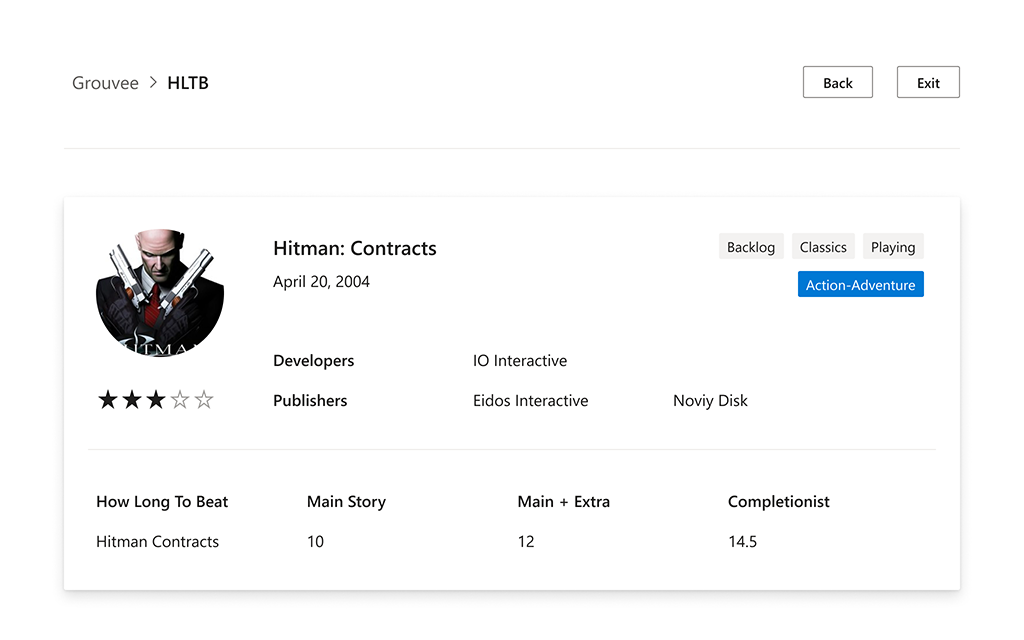 Grouvee > HLTB
Back
Exit
Hitman: Contracts
April 20, 2004
Backlog
Classics
Playing
Action-Adventure
HITMAN
Developers IO Interactive
Publishers Eidos Interactive Noviy Disk
How Long To Beat Main Story Main + Extra Completionist
Hitman Contracts 10 12 14.5